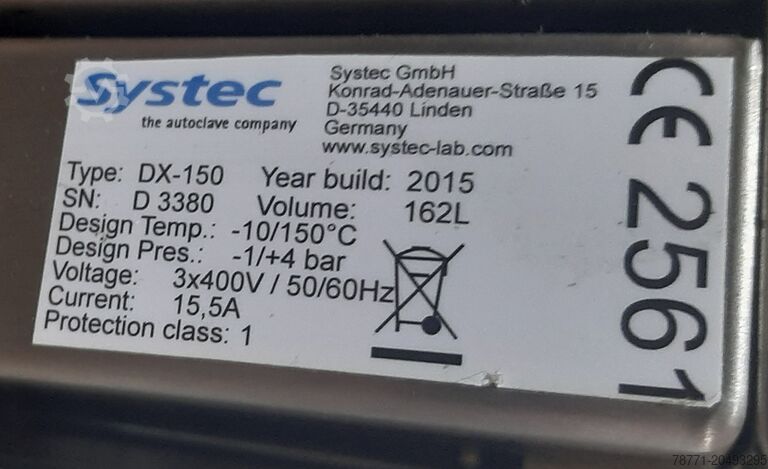 Systec
the autoclave company
Systec GmbH
Konrad-Adenauer-Straße 15
D-35440 Linden
Germany
www.systec-lab.com
Type: DX-150 Year build: 2015
SN: D 3380 Volume: 162L
Design Temp.: -10/150°C
Design Pres.: -1/+4 bar
Voltage: 3x400V / 50/60Hz
Current: 15,5A
Protection class: 1
CE 2561
78771-20493295